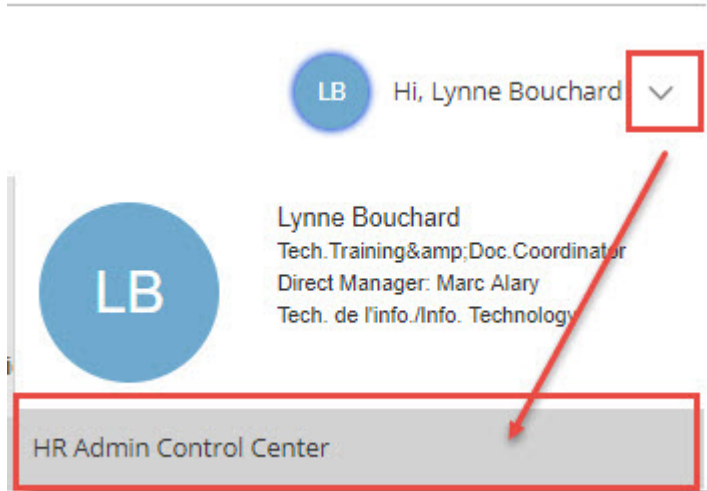 LB
Hi, Lynne Bouchard
LB
Lynne Bouchard
Tech.Training&amp;Doc.Coordinator
Direct Manager: Marc Alary
Tech. de l'info./Info. Technology
HR Admin Control Center